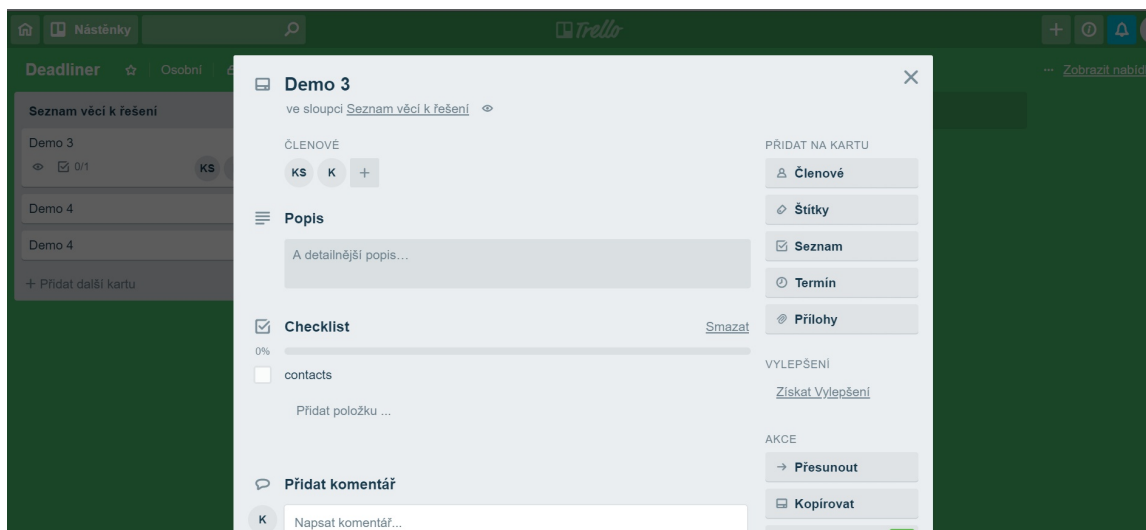 Nástěnky
Trello
Deadliner
Osobní
Zobrazit nabíd
Seznam věcí k řešení
Demo 3
0/1
KS
Demo 4
Demo 4
+ Přidat další kartu
Demo 3
ve sloupci Seznam věcí k řešení
ČLENOVÉ
KS K +
Popis
A detailnější popis…
Checklist
Smazat
0%
contacts
Přidat položku ...
Přidat komentář
K
Napsat komentář...
PŘIDAT NA KARTU
Členové
Štítky
Seznam
Termín
Přílohy
VYLEPŠENÍ
Získat Vylepšení
AKCE
→ Přesunout
Kopírovat